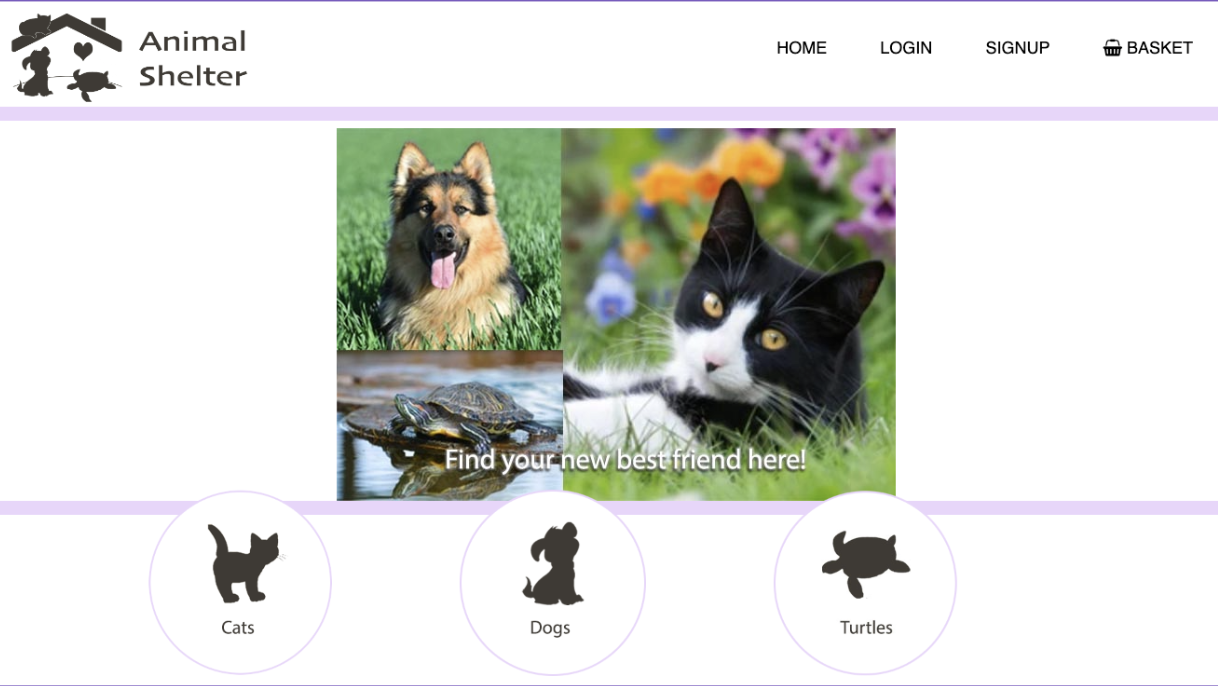 Animal
Shelter
HOME LOGIN SIGNUP BASKET
Find your new best friend here!
Cats Dogs Turtles